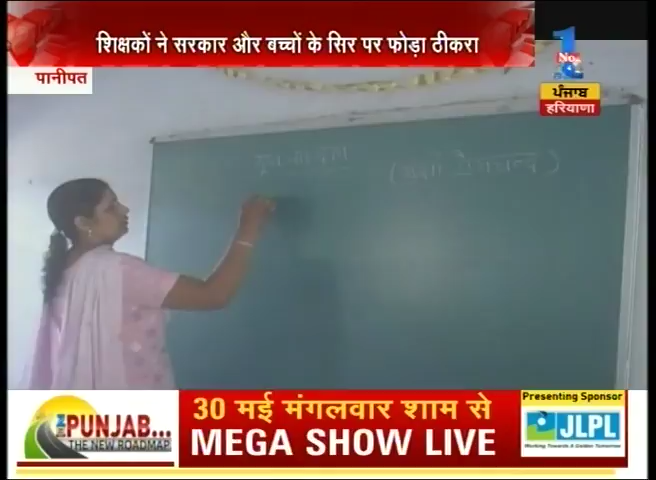 शिक्षकों ने सरकार और बच्चों के सिर पर फोड़ा ठीकरा
पानीपत
No.1
ਪੰਜਾਬ
हरियाणा
PUNJAB...
THE NEW ROADMAP
30 मई मंगलवार शाम से
MEGA SHOW LIVE
Presenting Sponsor
JLPL
Working Towards A Golden Tomorrow